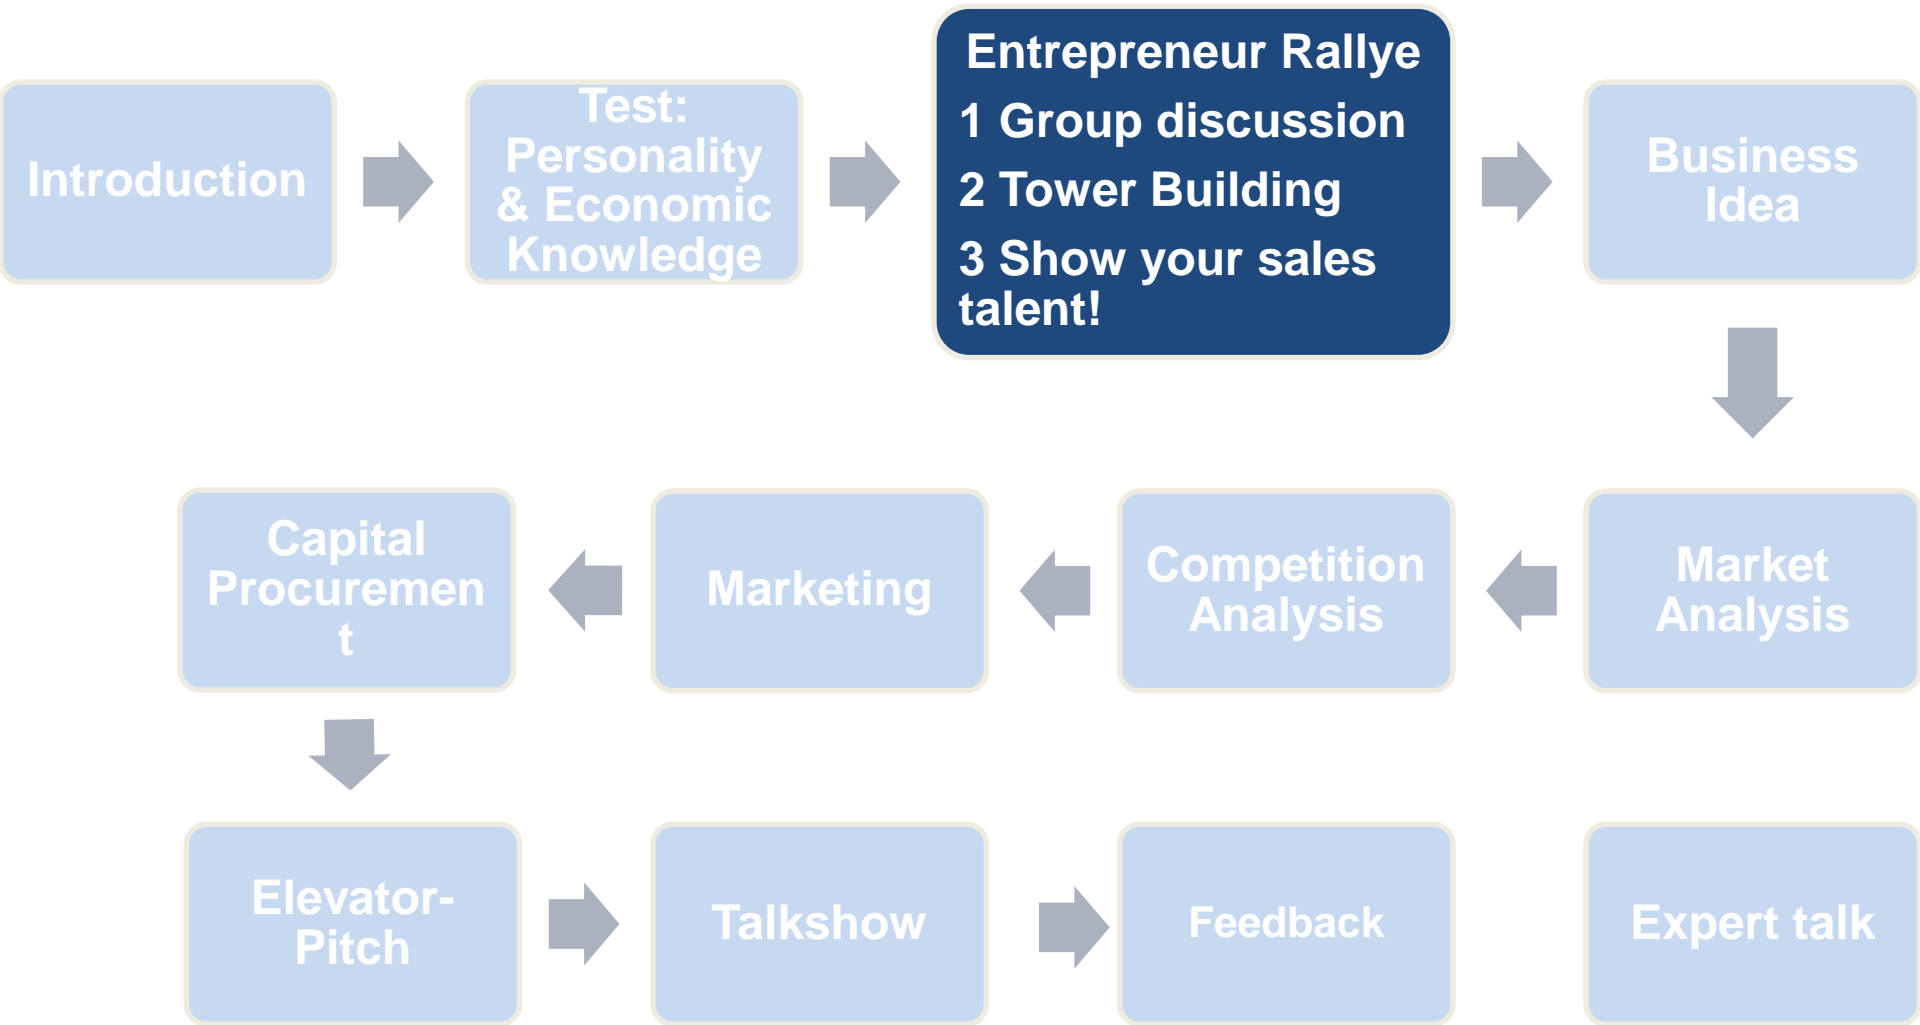 Introduction
Test:
Personality
& Economic
Knowledge
Entrepreneur Rallye
1 Group discussion
2 Tower Building
3 Show your sales
talent!
Business
Idea
Market
Analysis
Competition
Analysis
Marketing
Capital
Procuremen
t
Elevator-
Pitch
Talkshow
Feedback
Expert talk